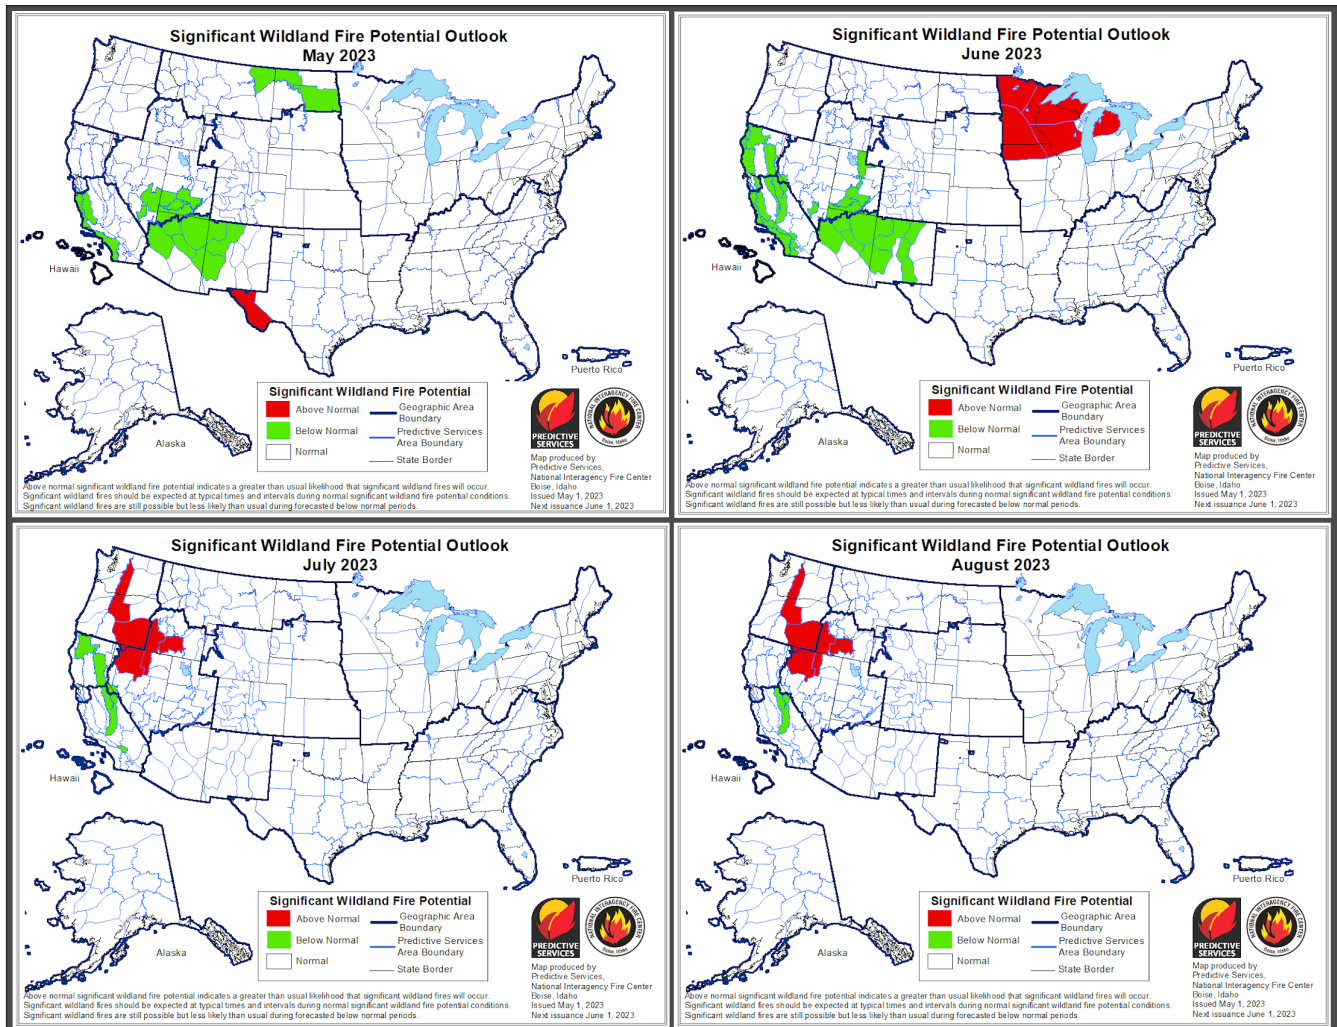 Significant Wildland Fire Potential Outlook
May 2023
Hawaii
Alaska
Puerto Rico
Significant Wildland Fire Potential
Above Normal
Below Normal
Normal
Geographic Area
Boundary
Predictive Services
Area Boundary
State Border
PREDICTIVE
SERVICES
NATIONAL INTERAGENCY FIRE CENTER
Boise, Idaho
Map produced by
Predictive Services,
National Interagency Fire Center
Boise, Idaho
Issued May 1, 2023
Next issuance June 1, 2023
Above normal significant wildland fire potential indicates a greater than usual likelihood that significant wildland fires will occur.
Significant wildland fires should be expected at typical times and intervals during normal significant wildland fire potential conditions.
Significant wildland fires are still possible but less likely than usual during forecasted below normal periods.
Significant Wildland Fire Potential Outlook
June 2023
Hawaii
Alaska
Puerto Rico
Significant Wildland Fire Potential
Above Normal
Below Normal
Normal
Geographic Area
Boundary
Predictive Services
Area Boundary
State Border
PREDICTIVE
SERVICES
NATIONAL INTERAGENCY FIRE CENTER
Boise, Idaho
Map produced by
Predictive Services,
National Interagency Fire Center
Boise, Idaho
Issued May 1, 2023
Next issuance June 1, 2023
Above normal significant wildland fire potential indicates a greater than usual likelihood that significant wildland fires will occur.
Significant wildland fires should be expected at typical times and intervals during normal significant wildland fire potential conditions.
Significant wildland fires are still possible but less likely than usual during forecasted below normal periods.
Significant Wildland Fire Potential Outlook
July 2023
Hawaii
Alaska
Puerto Rico
Significant Wildland Fire Potential
Above Normal
Below Normal
Normal
Geographic Area
Boundary
Predictive Services
Area Boundary
State Border
PREDICTIVE
SERVICES
NATIONAL INTERAGENCY FIRE CENTER
Boise, Idaho
Map produced by
Predictive Services,
National Interagency Fire Center
Boise, Idaho
Issued May 1, 2023
Next issuance June 1, 2023
Above normal significant wildland fire potential indicates a greater than usual likelihood that significant wildland fires will occur.
Significant wildland fires should be expected at typical times and intervals during normal significant wildland fire potential conditions.
Significant wildland fires are still possible but less likely than usual during forecasted below normal periods.
Significant Wildland Fire Potential Outlook
August 2023
Hawaii
Alaska
Puerto Rico
Significant Wildland Fire Potential
Above Normal
Below Normal
Normal
Geographic Area
Boundary
Predictive Services
Area Boundary
State Border
PREDICTIVE
SERVICES
NATIONAL INTERAGENCY FIRE CENTER
Boise, Idaho
Map produced by
Predictive Services,
National Interagency Fire Center
Boise, Idaho
Issued May 1, 2023
Next issuance June 1, 2023
Above normal significant wildland fire potential indicates a greater than usual likelihood that significant wildland fires will occur.
Significant wildland fires should be expected at typical times and intervals during normal significant wildland fire potential conditions.
Significant wildland fires are still possible but less likely than usual during forecasted below normal periods.